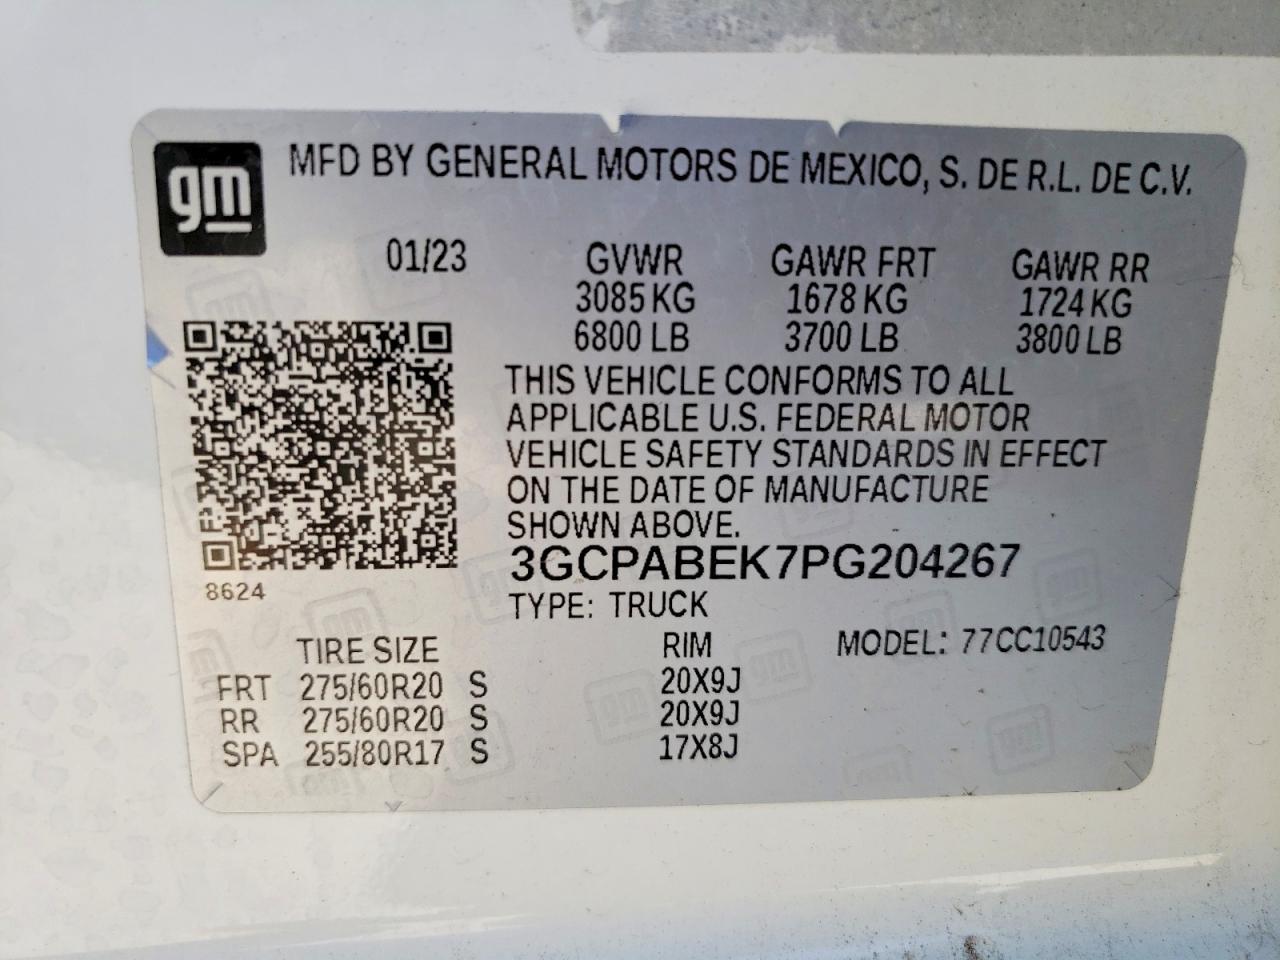 gm
MFD BY GENERAL MOTORS DE MEXICO, S. DE R.L. DE C.V.
01/23 GVWR GAWR FRT GAWR RR
3085 KG 1678 KG 1724 KG
6800 LB 3700 LB 3800 LB
THIS VEHICLE CONFORMS TO ALL
APPLICABLE U.S. FEDERAL MOTOR
VEHICLE SAFETY STANDARDS IN EFFECT
ON THE DATE OF MANUFACTURE
SHOWN ABOVE.
3GCPABEK7PG204267
8624
TYPE: TRUCK
TIRE SIZE RIM MODEL: 77CC10543
FRT 275/60R20 S 20X9J
RR 275/60R20 S 20X9J
SPA 255/80R17 S 17X8J